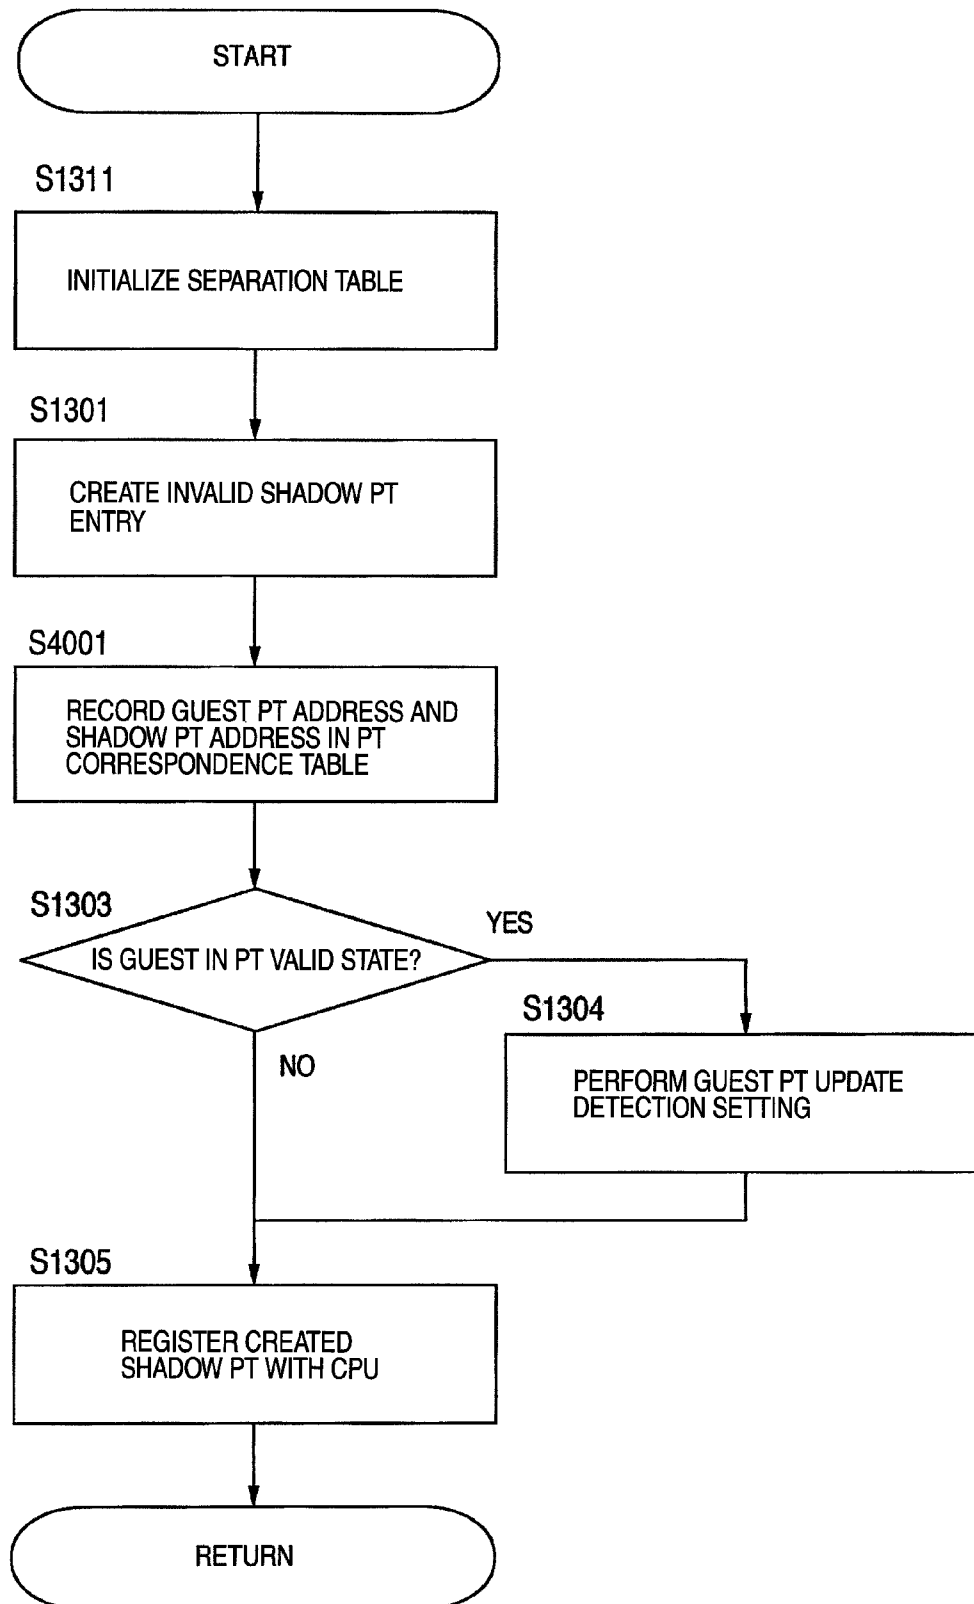 START
S1311
INITIALIZE SEPARATION TABLE
S1301
CREATE INVALID SHADOW PT
ENTRY
S4001
RECORD GUEST PT ADDRESS AND
SHADOW PT ADDRESS IN PT
CORRESPONDENCE TABLE
S1303
YES
IS GUEST IN PT VALID STATE?
S1304
NO
PERFORM GUEST PT UPDATE
DETECTION SETTING
S1305
REGISTER CREATED
SHADOW PT WITH CPU
RETURN